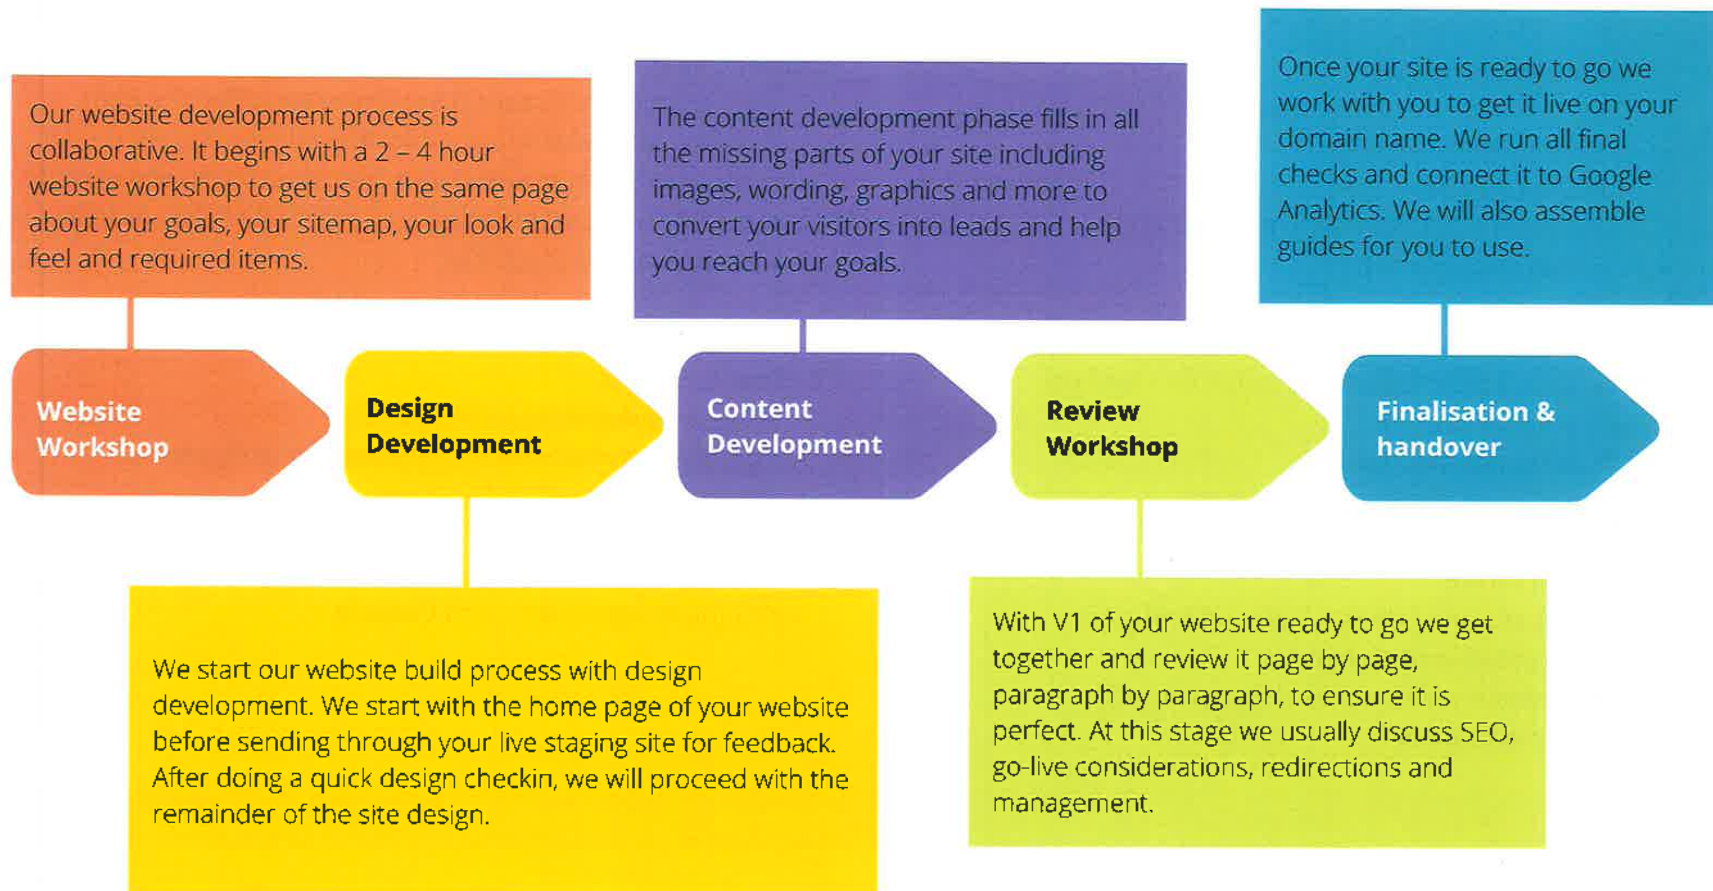 Our website development process is
collaborative. It begins with a 2 – 4 hour
website workshop to get us on the same page
about your goals, your sitemap, your look and
feel and required items.
The content development phase fills in all
the missing parts of your site including
images, wording, graphics and more to
convert your visitors into leads and help
you reach your goals.
Once your site is ready to go we
work with you to get it live on your
domain name. We run all final
checks and connect it to Google
Analytics. We will also assemble
guides for you to use.
Website
Workshop
Design
Development
Content
Development
Review
Workshop
Finalisation &
handover
We start our website build process with design
development. We start with the home page of your website
before sending through your live staging site for feedback.
After doing a quick design checkin, we will proceed with the
remainder of the site design.
With V1 of your website ready to go we get
together and review it page by page,
paragraph by paragraph, to ensure it is
perfect. At this stage we usually discuss SEO,
go-live considerations, redirections and
management.